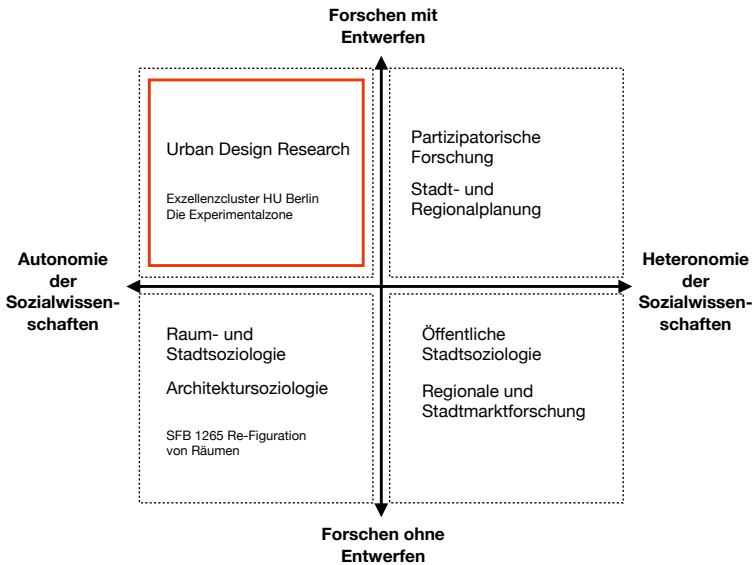 Forschen mit
Entwerfen
Urban Design Research
Exzellenzcluster HU Berlin
Die Experimentalzone
Partizipatorische
Forschung
Stadt- und
Regionalplanung
Autonomie
der
Sozialwissen-
schaften
Heteronomie
der
Sozialwissen-
schaften
Raum- und
Stadtsoziologie
Architektursoziologie
SFB 1265 Re-Figuration
von Räumen
Öffentliche
Stadtsoziologie
Regionale und
Stadtmarktforschung
Forschen ohne
Entwerfen